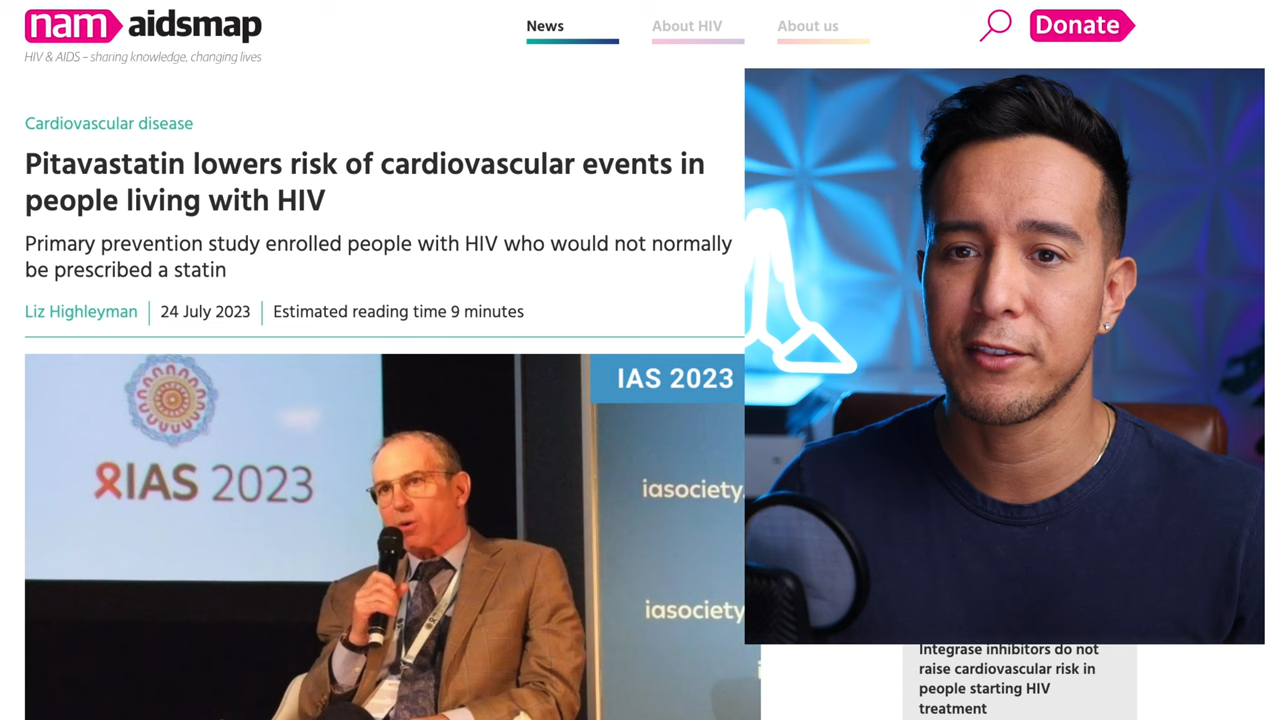 nam aidsmap
HIV & AIDS – sharing knowledge, changing lives
News
About HIV
About us
Donate
Cardiovascular disease
Pitavastatin lowers risk of cardiovascular events in
people living with HIV
Primary prevention study enrolled people with HIV who would not normally
be prescribed a statin
Liz Highleyman
24 July 2023
Estimated reading time 9 minutes
IAS 2023
IAS 2023
iasociety.
iasociety.
Integrase inhibitors do not
raise cardiovascular risk in
people starting HIV
treatment